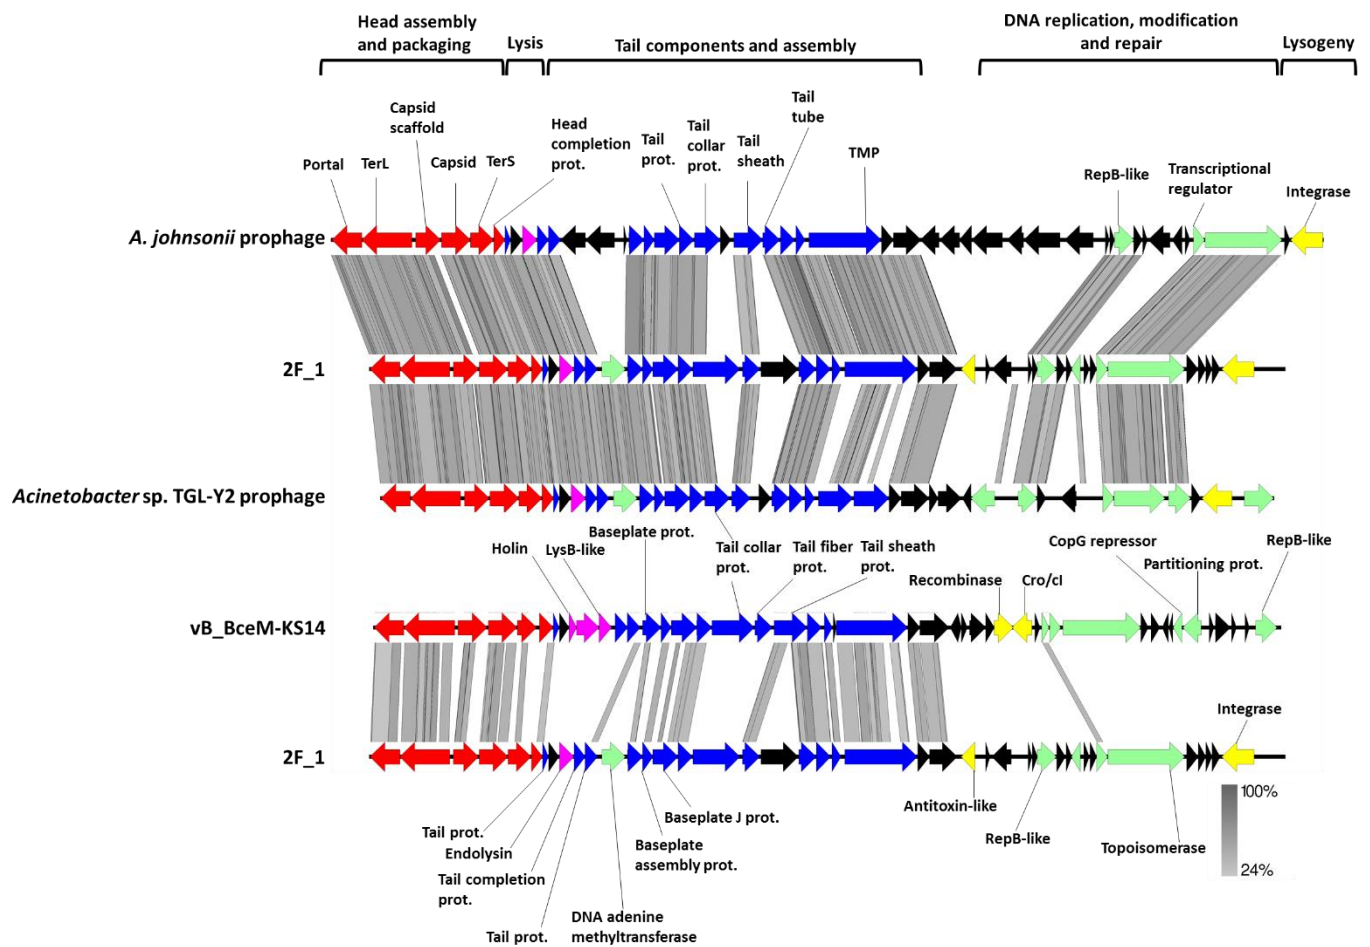 Head assembly
and packaging
Lysis
Tail components and assembly
DNA replication, modification
and repair
Lysogeny
Portal
TerL
Capsid
scaffold
Capsid
TerS
Head
completion
prot.
Tail
prot.
Tail
collar
prot.
Tail
sheath
Tail
tube
TMP
RepB-like
Transcriptional
regulator
Integrase
A. johnsonii prophage
2F_1
Acinetobacter sp. TGL-Y2 prophage
Holin
LysB-like
Baseplate prot.
Tail collar
prot.
Tail fiber
prot.
Tail sheath
prot.
Recombinase
Cro/cI
CopG repressor
Partitioning prot.
RepB-like
vB_BceM-KS14
Integrase
2F_1
Tail prot.
Endolysin
Tail completion
prot.
Tail prot.
DNA adenine
methyltransferase
Baseplate
assembly prot.
Baseplate J prot.
Antitoxin-like
RepB-like
Topoisomerase
100%
24%